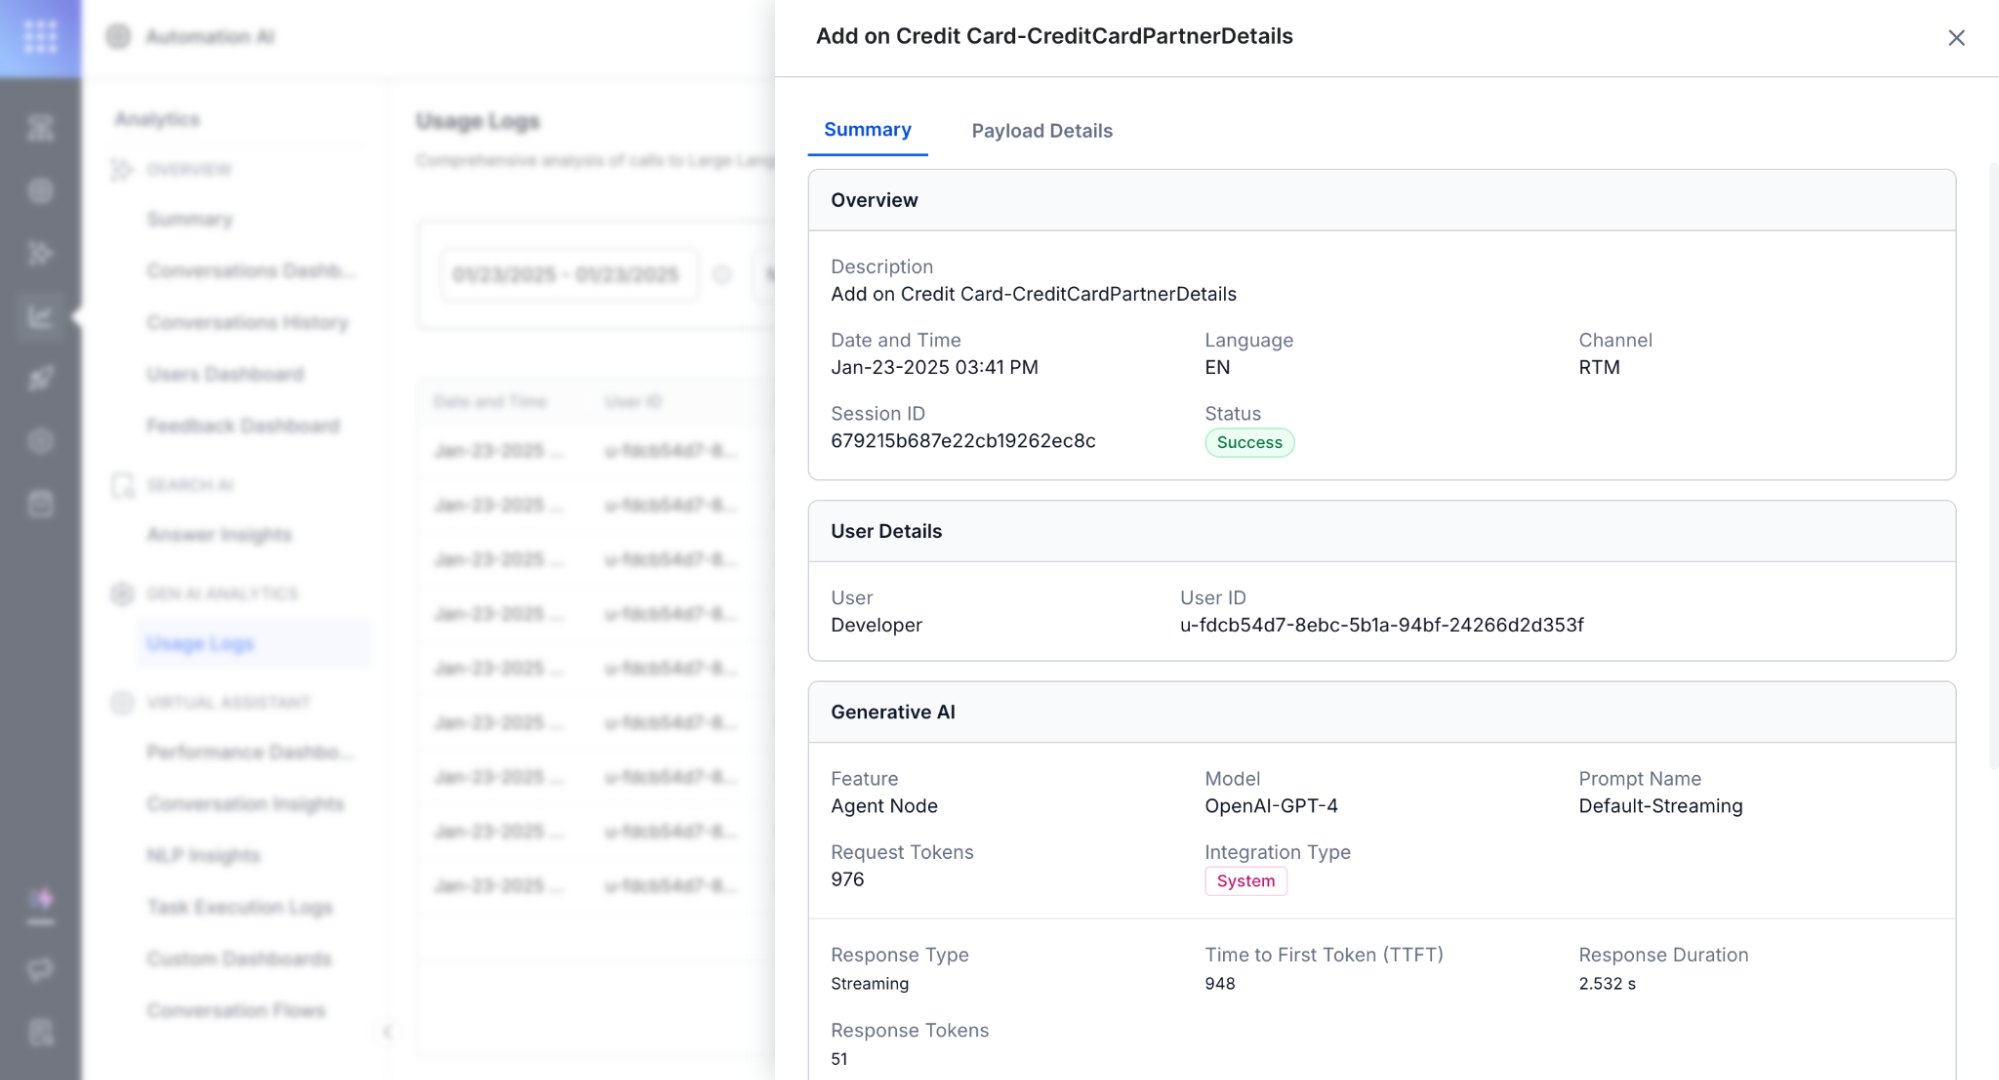 Automation AI
Analytics
OVERVIEW
Summary
Conversations Dashb...
Conversations History
Users Dashboard
Feedback Dashboard
SEARCH AI
Answer Insights
GEN AI ANALYTICS
Usage Logs
VIRTUAL ASSISTANT
Performance Dashbo...
Conversation Insights
NLP Insights
Task Execution Logs
Custom Dashboards
Conversation Flows
Usage Logs
Comprehensive analysis of calls to Large Lang
01/23/2025 - 01/23/2025
Date and Time User ID
Jan-23-2025 ... u-fdcb54d7-8...
Jan-23-2025 ... u-fdcb54d7-8...
Jan-23-2025 ... u-fdcb54d7-8...
Jan-23-2025 ... u-fdcb54d7-8...
Jan-23-2025 ... u-fdcb54d7-8...
Jan-23-2025 ... u-fdcb54d7-8...
Jan-23-2025 ... u-fdcb54d7-8...
Jan-23-2025 ... u-fdcb54d7-8...
Jan-23-2025 ... u-fdcb54d7-8...
Add on Credit Card-CreditCardPartnerDetails
Summary Payload Details
Overview
Description
Add on Credit Card-CreditCardPartnerDetails
Date and Time Language Channel
Jan-23-2025 03:41 PM EN RTM
Session ID Status
679215b687e22cb19262ec8c Success
User Details
User User ID
Developer u-fdcb54d7-8ebc-5b1a-94bf-24266d2d353f
Generative AI
Feature Model Prompt Name
Agent Node OpenAI-GPT-4 Default-Streaming
Request Tokens Integration Type
976 System
Response Type Time to First Token (TTFT) Response Duration
Streaming 948 2.532 s
Response Tokens
51